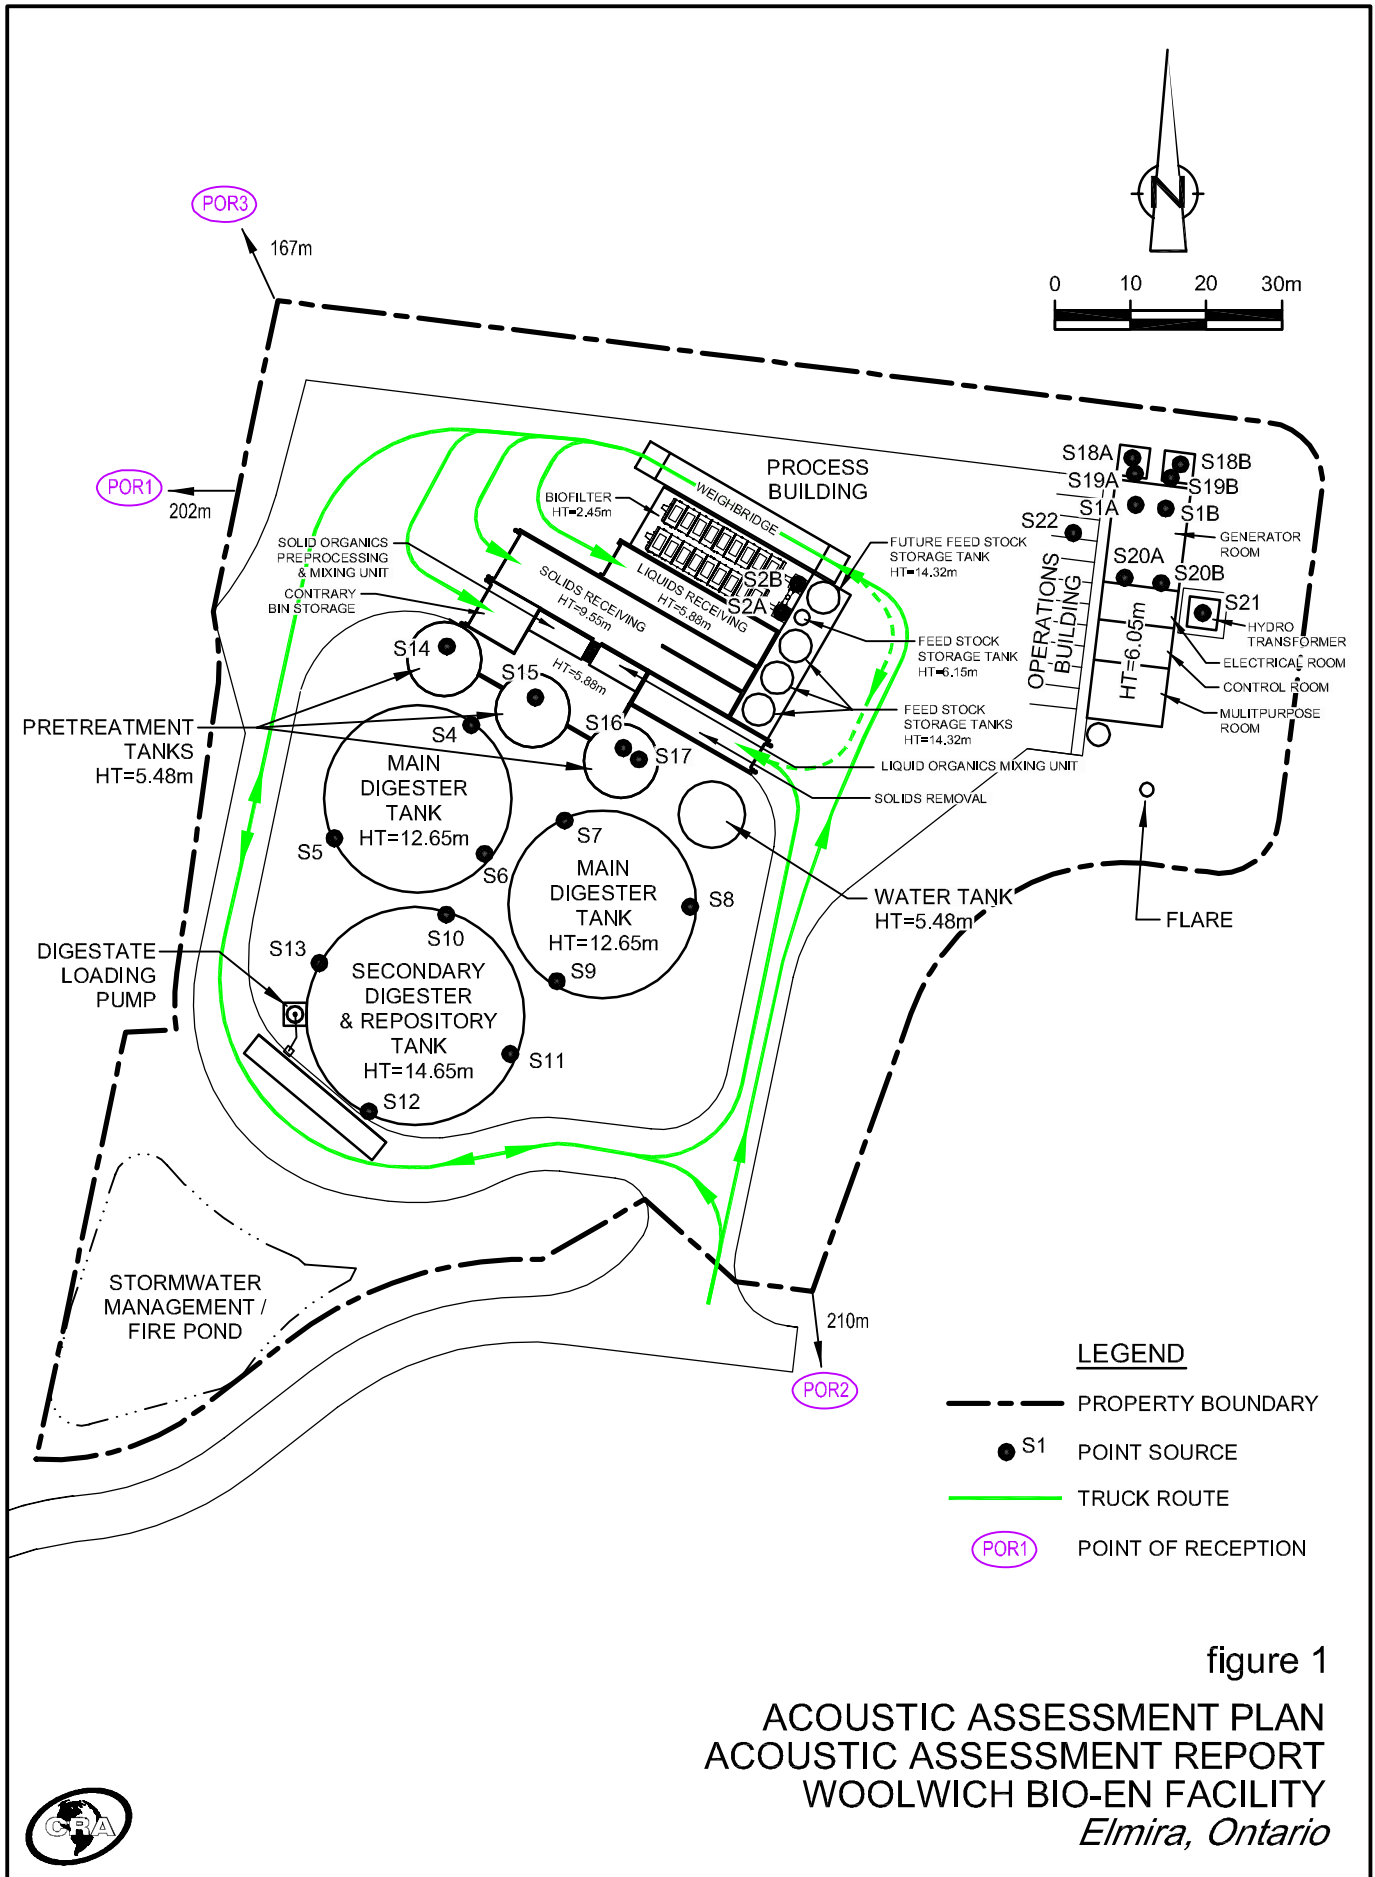 N
0 10 20 30m
POR3
167m
POR1
202m
PROCESS
BUILDING
WEIGHBRIDGE
BIOFILTER
HT=2.45m
SOLID ORGANICS
PREPROCESSING
& MIXING UNIT
CONTRARY
BIN STORAGE
SOLIDS RECEIVING
HT=9.55m
LIQUIDS RECEIVING
HT=5.88m
HT=5.88m
S2B
S2A
FUTURE FEED STOCK
STORAGE TANK
HT=14.32m
FEED STOCK
STORAGE TANK
HT=6.15m
FEED STOCK
STORAGE TANKS
HT=14.32m
LIQUID ORGANICS MIXING UNIT
SOLIDS REMOVAL
S18A
S18B
S19A
S19B
S1A
S1B
S22
GENERATOR
ROOM
S20A
S20B
S21
HYDRO
TRANSFORMER
ELECTRICAL ROOM
CONTROL ROOM
MULITPURPOSE
ROOM
OPERATIONS
BUILDING
HT=6.05m
S14
S15
S16
S17
PRETREATMENT
TANKS
HT=5.48m
S4
MAIN
DIGESTER
TANK
HT=12.65m
S5
S6
S7
MAIN
DIGESTER
TANK
HT=12.65m
S8
S9
WATER TANK
HT=5.48m
FLARE
S10
S13
DIGESTATE
LOADING
PUMP
SECONDARY
DIGESTER
& REPOSITORY
TANK
HT=14.65m
S11
S12
STORMWATER
MANAGEMENT /
FIRE POND
210m
POR2
LEGEND
PROPERTY BOUNDARY
S1 POINT SOURCE
TRUCK ROUTE
POR1 POINT OF RECEPTION
figure 1
ACOUSTIC ASSESSMENT PLAN
ACOUSTIC ASSESSMENT REPORT
WOOLWICH BIO-EN FACILITY
Elmira, Ontario
CRA